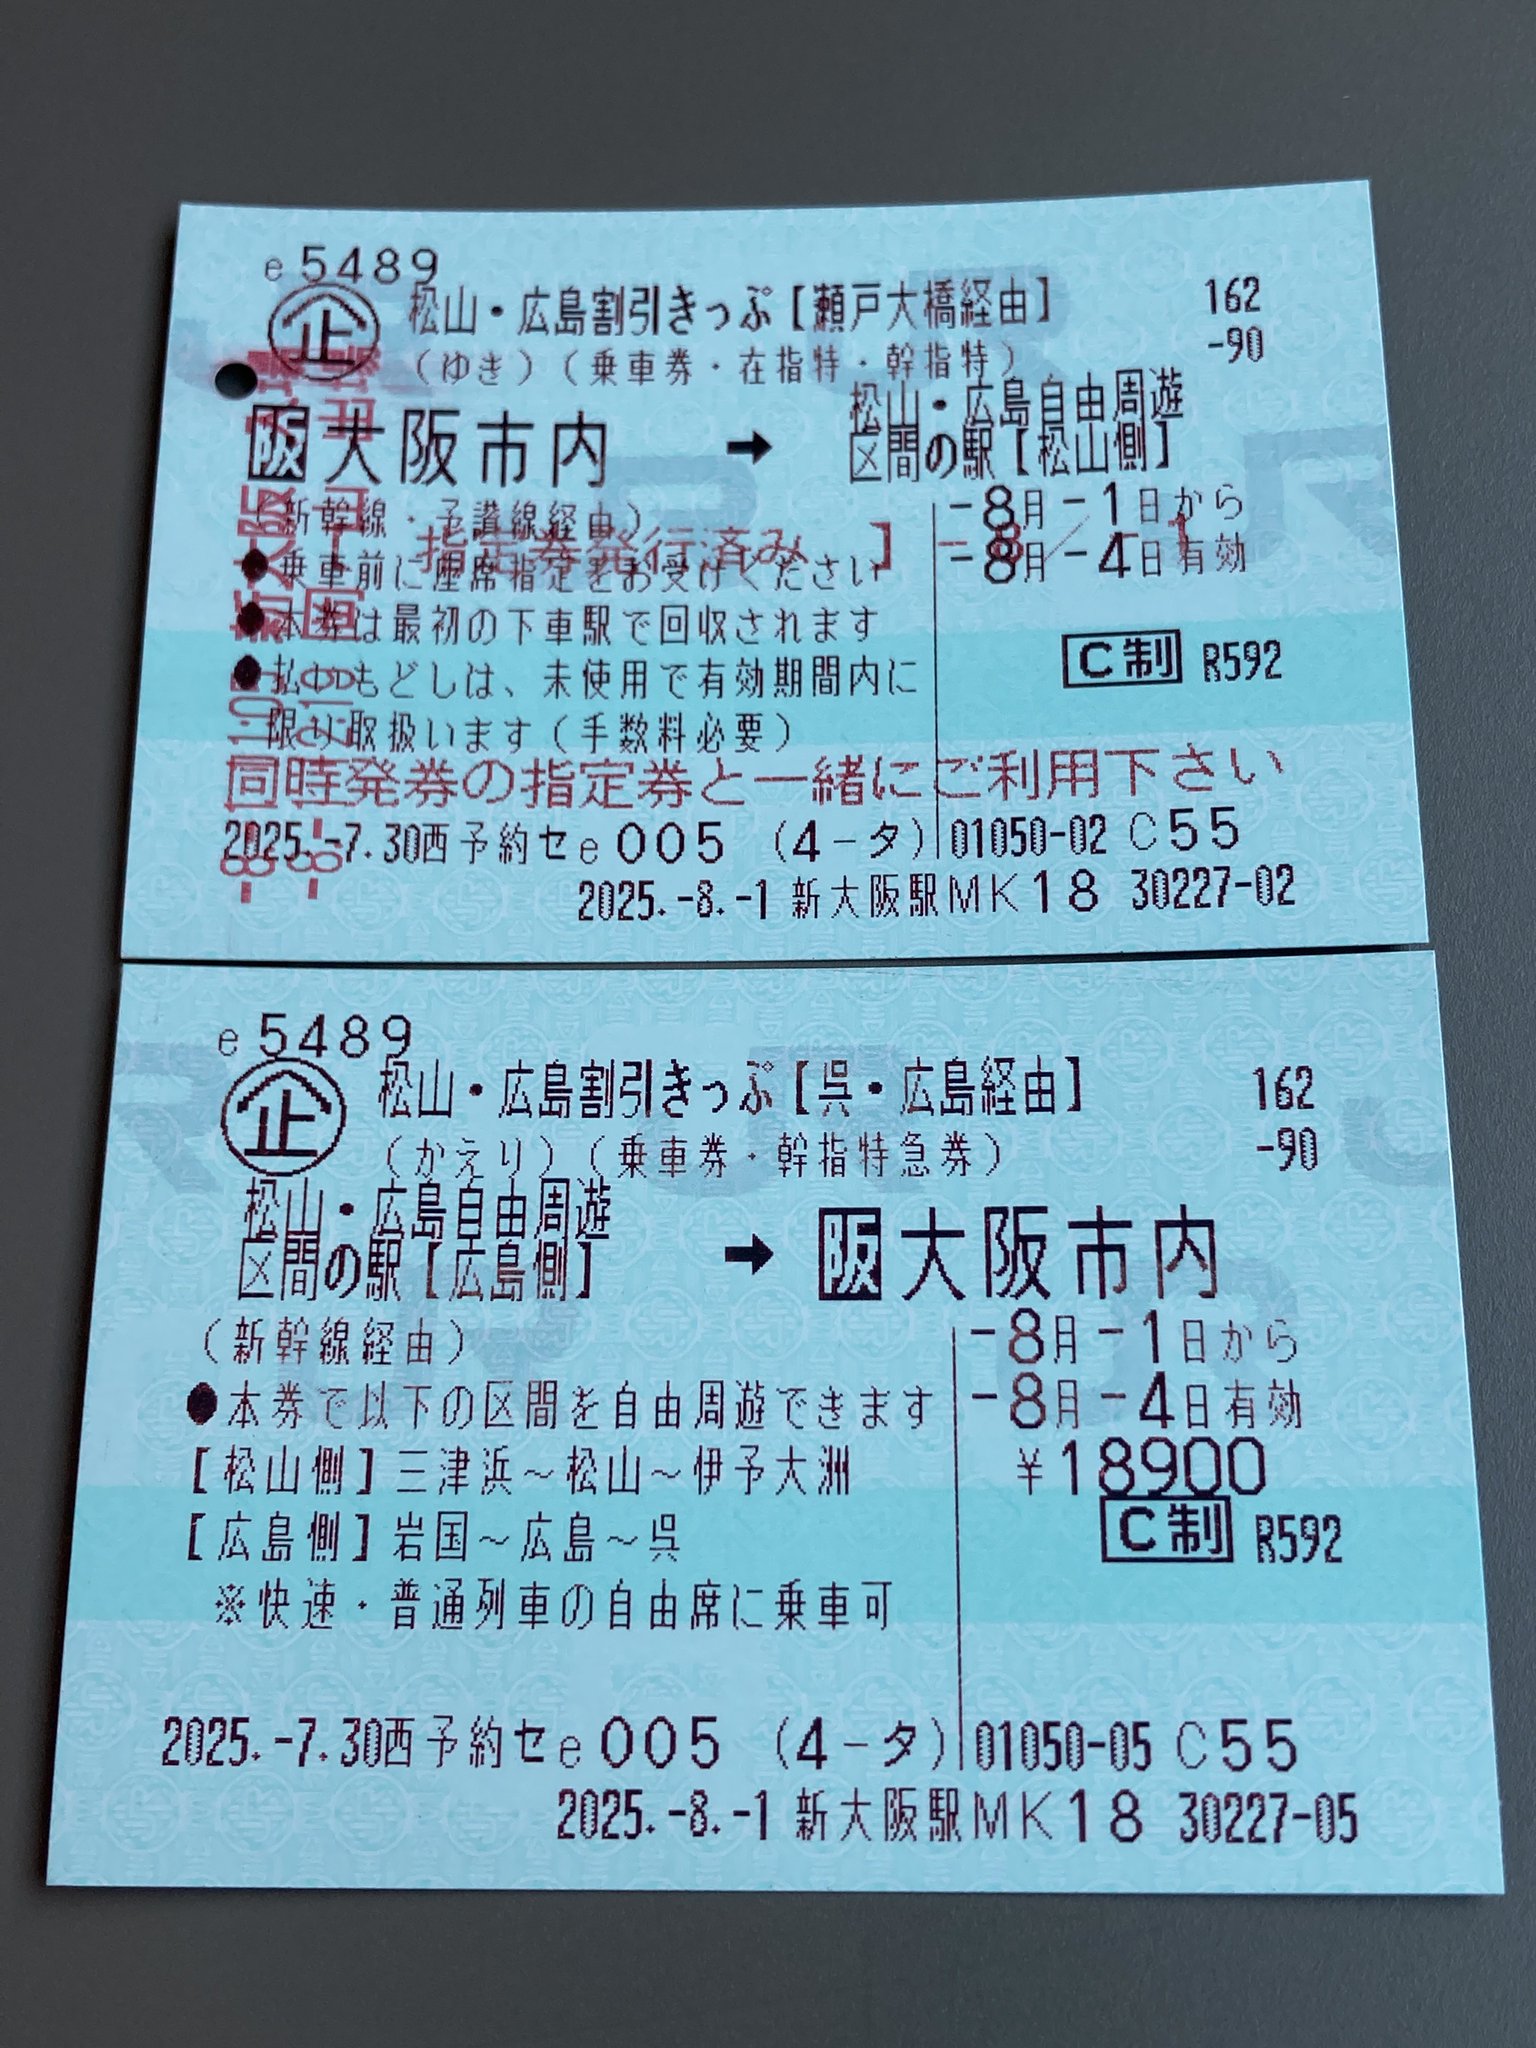 e5489
企 松山・広島割引きっぷ【瀬戸大橋経由】 162
(ゆき)(乗車券・在指特・幹指特) -90
阪大阪市内 → 松山・広島自由周遊
区間の駅【松山側】
(新幹線・予讃線経由) -8月-1日から
指定券発行済み 】-8/-1
●乗車前に座席指定をお受けください -8月-4日有効
●本券は最初の下車駅で回収されます
C制 R592
●払いもどしは、未使用で有効期間内に
限り取扱います(手数料必要)
同時発券の指定券と一緒にご利用下さい
新大阪
岡山
2025.-7.30西予約セe005 (4-タ) 01050-02 C55
2025.-8.-1 新大阪駅MK18 30227-02
e5489
企 松山・広島割引きっぷ【呉・広島経由】 162
(かえり)(乗車券・幹指特急券) -90
松山・広島自由周遊
区間の駅【広島側】 → 阪大阪市内
(新幹線経由) -8月-1日から
●本券で以下の区間を自由周遊できます -8月-4日有効
【松山側】三津浜~松山~伊予大洲 ¥18900
【広島側】岩国~広島~呉 C制 R592
※快速・普通列車の自由席に乗車可
2025.-7.30西予約セe005 (4-タ) 01050-05 C55
2025.-8.-1 新大阪駅MK18 30227-05